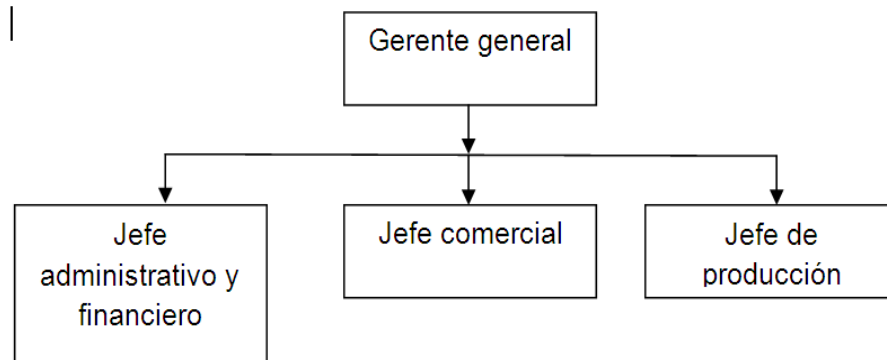 Gerente general
Jefe
administrativo y
financiero
Jefe comercial
Jefe de
producción